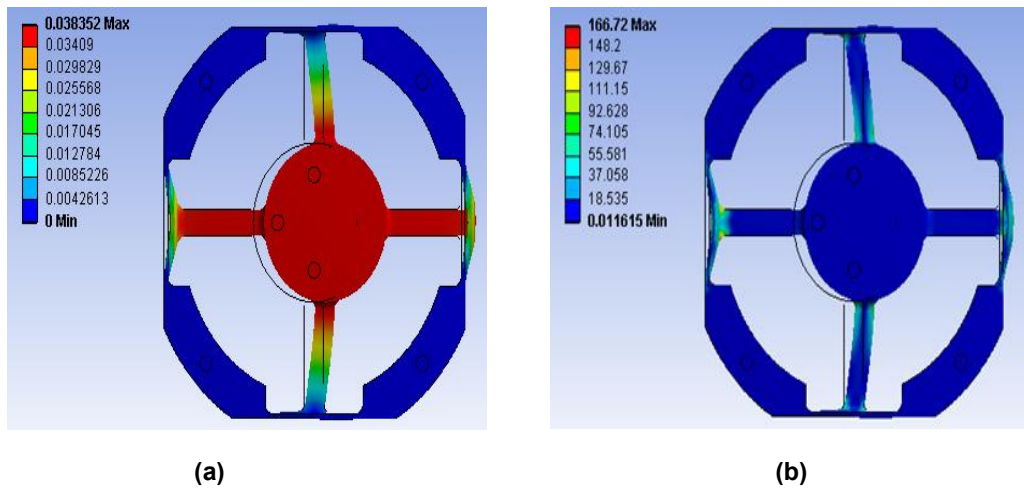 0.038352 Max
0.03409
0.029829
0.025568
0.021306
0.017045
0.012784
0.0085226
0.0042613
0 Min
166.72 Max
148.2
129.67
111.15
92.628
74.105
55.581
37.058
18.535
0.011615 Min
(a)
(b)